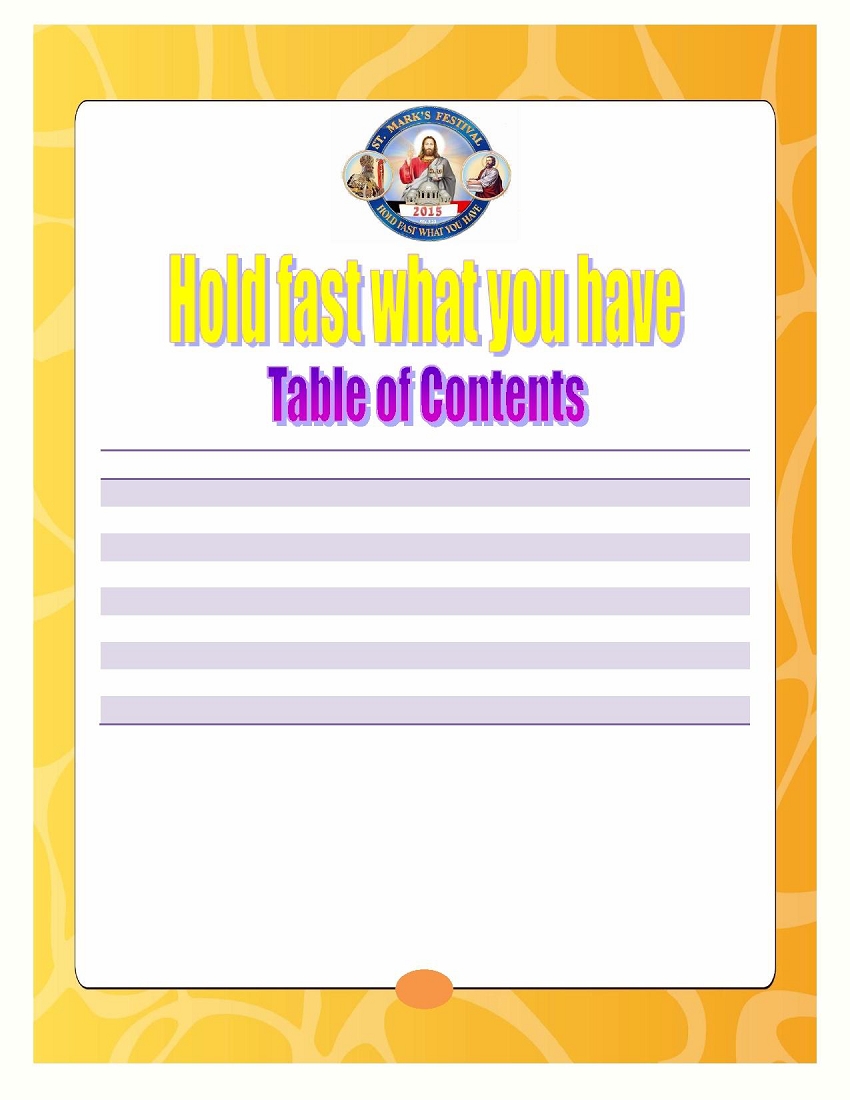 ST. MARK'S FESTIVAL
2015
HOLD FAST WHAT YOU HAVE
Hold fast what you have
Table of Contents